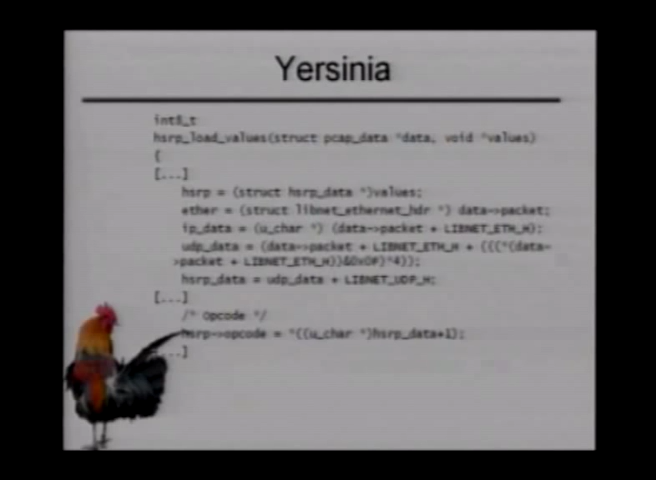 Yersinia
int8_t
hsrp_load_values(struct pcap_data *data, void *values)
{
[...]
hsrp = (struct hsrp_data *)values;
ether = (struct libnet_ethernet_hdr *) data->packet;
ip_data = (u_char *) (data->packet + LIBNET_ETH_H);
udp_data = (data->packet + LIBNET_ETH_H + (((*(data-
>packet + LIBNET_ETH_H))&0x0F)*4));
hsrp_data = udp_data + LIBNET_UDP_H;
[...]
/* Opcode */
hsrp->opcode = *((u_char *)hsrp_data+1);
...]